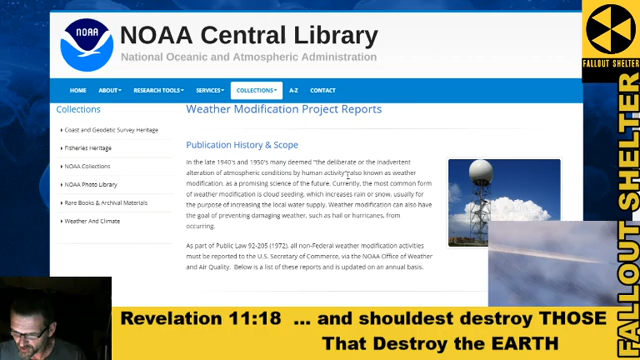 NOAA
NOAA Central Library
National Oceanic and Atmospheric Administration
FALLOUT SHELTER
HOME ABOUT RESEARCH TOOLS SERVICES COLLECTIONS A-Z CONTACT
Collections
Coast and Geodetic Survey Heritage
Fisheries Heritage
NOAA Collections
NOAA Photo Library
Rare Books & Archival Materials
Weather And Climate
Weather Modification Project Reports
Publication History & Scope
In the late 1940's and 1950's many deemed "the deliberate or the inadvertent
alteration of atmospheric conditions by human activity" also known as weather
modification, as a promising science of the future. Currently, the most common form
of weather modification is cloud seeding, which increases rain or snow, usually for
the purpose of increasing the local water supply. Weather modification can also have
the goal of preventing damaging weather, such as hail or hurricanes, from
occurring.
As part of Public Law 92-205 (1972), all non-Federal weather modification activities
must be reported to the U.S. Secretary of Commerce, via the NOAA Office of Weather
and Air Quality. Below is a list of these reports and is updated on an annual basis.
FALLOUT SHELTER
Revelation 11:18 ... and shouldest destroy THOSE
That Destroy the EARTH